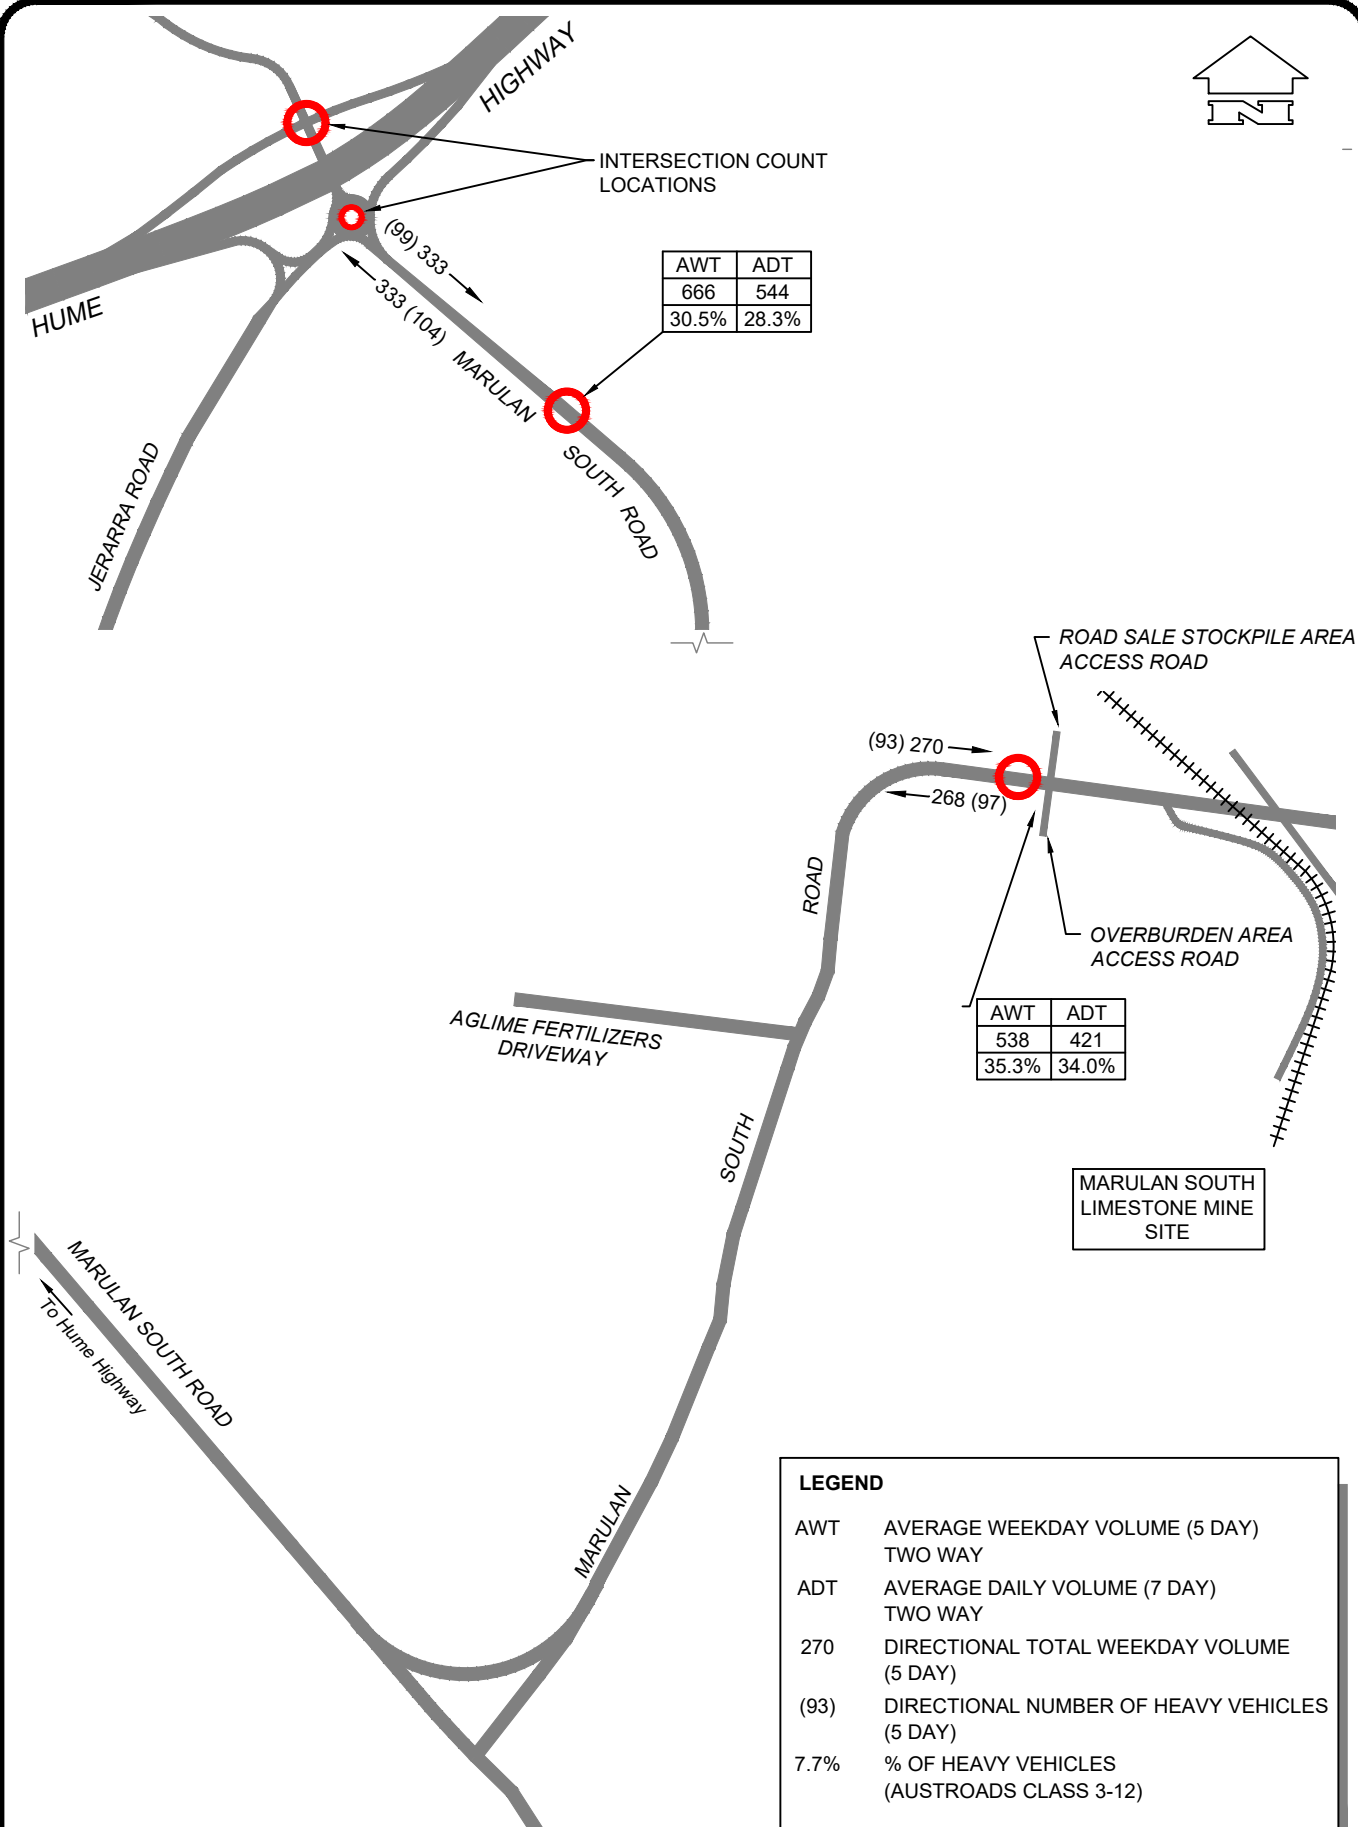 HIGHWAY
N
INTERSECTION COUNT
LOCATIONS
(99) 333
333 (104)
AWT ADT
666 544
30.5% 28.3%
HUME
MARULAN
SOUTH ROAD
JERARRA ROAD
ROAD SALE STOCKPILE AREA
ACCESS ROAD
(93) 270
268 (97)
ROAD
OVERBURDEN AREA
ACCESS ROAD
AWT ADT
538 421
35.3% 34.0%
AGLIME FERTILIZERS
DRIVEWAY
SOUTH
MARULAN SOUTH
LIMESTONE MINE
SITE
MARULAN SOUTH ROAD
To Hume Highway
MARULAN
LEGEND
AWT AVERAGE WEEKDAY VOLUME (5 DAY)
TWO WAY
ADT AVERAGE DAILY VOLUME (7 DAY)
TWO WAY
270 DIRECTIONAL TOTAL WEEKDAY VOLUME
(5 DAY)
(93) DIRECTIONAL NUMBER OF HEAVY VEHICLES
(5 DAY)
7.7% % OF HEAVY VEHICLES
(AUSTROADS CLASS 3-12)